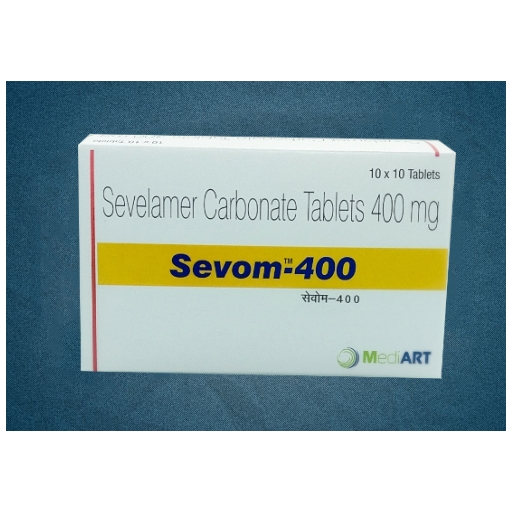 10 x 10 Tablets
Sevelamer Carbonate Tablets 400 mg
Sevom™-400
सेवोम-400
MediART